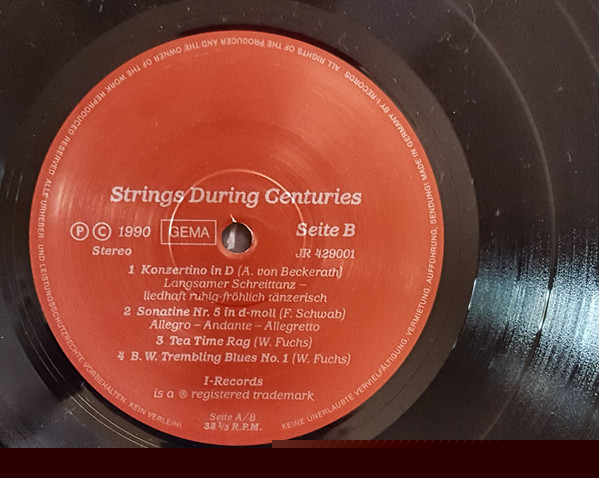 Strings During Centuries
Ⓟ Ⓒ 1990 GEMA Seite B
Stereo JR 429001
1 Konzertino in D (A. von Beckerath)
Langsamer Schreittanz –
liedhaft ruhig-fröhlich tänzerisch
2 Sonatine Nr. 5 in d-moll (F. Schwab)
Allegro – Andante – Allegretto
3 Tea Time Rag (W. Fuchs)
4 B.W. Trembling Blues No. 1 (W. Fuchs)
I-Records
is a ® registered trademark
Seite A/B
33 1/3 R.P.M.
MADE IN GERMANY BY I-RECORDS. ALL RIGHTS OF THE PRODUCER AND THE OWNER OF THE WORK REPRODUCED RESERVED. ALLE URHEBER- UND LEISTUNGSSCHUTZRECHTE VORBEHALTEN. KEIN VERLEIH! KEINE UNERLAUBTE VERVIELFÄLTIGUNG, VERMIETUNG, AUFFÜHRUNG, SENDUNG!